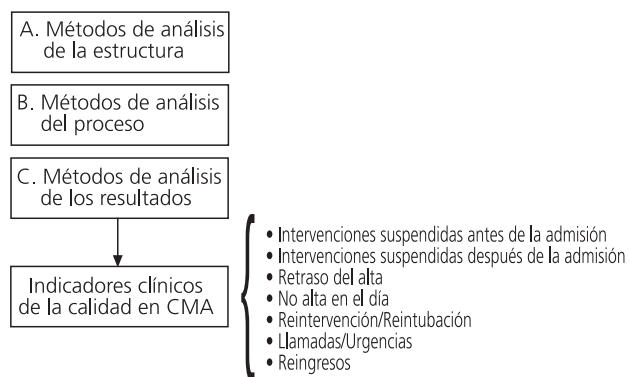 A. Métodos de análisis
de la estructura
B. Métodos de análisis
del proceso
C. Métodos de análisis
de los resultados
Indicadores clínicos
de la calidad en CMA
• Intervenciones suspendidas antes de la admisión
• Intervenciones suspendidas después de la admisión
• Retraso del alta
• No alta en el día
• Reintervención/Reintubación
• Llamadas/Urgencias
• Reingresos